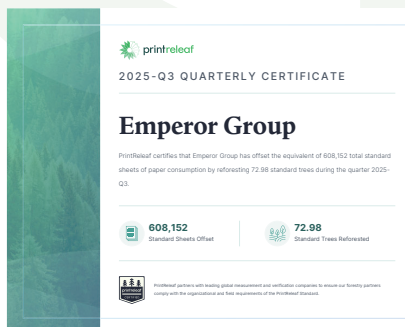 printreleaf
2025-Q3 QUARTERLY CERTIFICATE
Emperor Group
PrintReleaf certifies that Emperor Group has offset the equivalent of 608,152 total standard
sheets of paper consumption by reforesting 72.98 standard trees during the quarter 2025-
Q3.
608,152
Standard Sheets Offset
72.98
Standard Trees Reforested
printreleaf
CERTIFIED
PrintReleaf partners with leading global measurement and verification companies to ensure our forestry partners
comply with the organizational and field requirements of the PrintReleaf Standard.